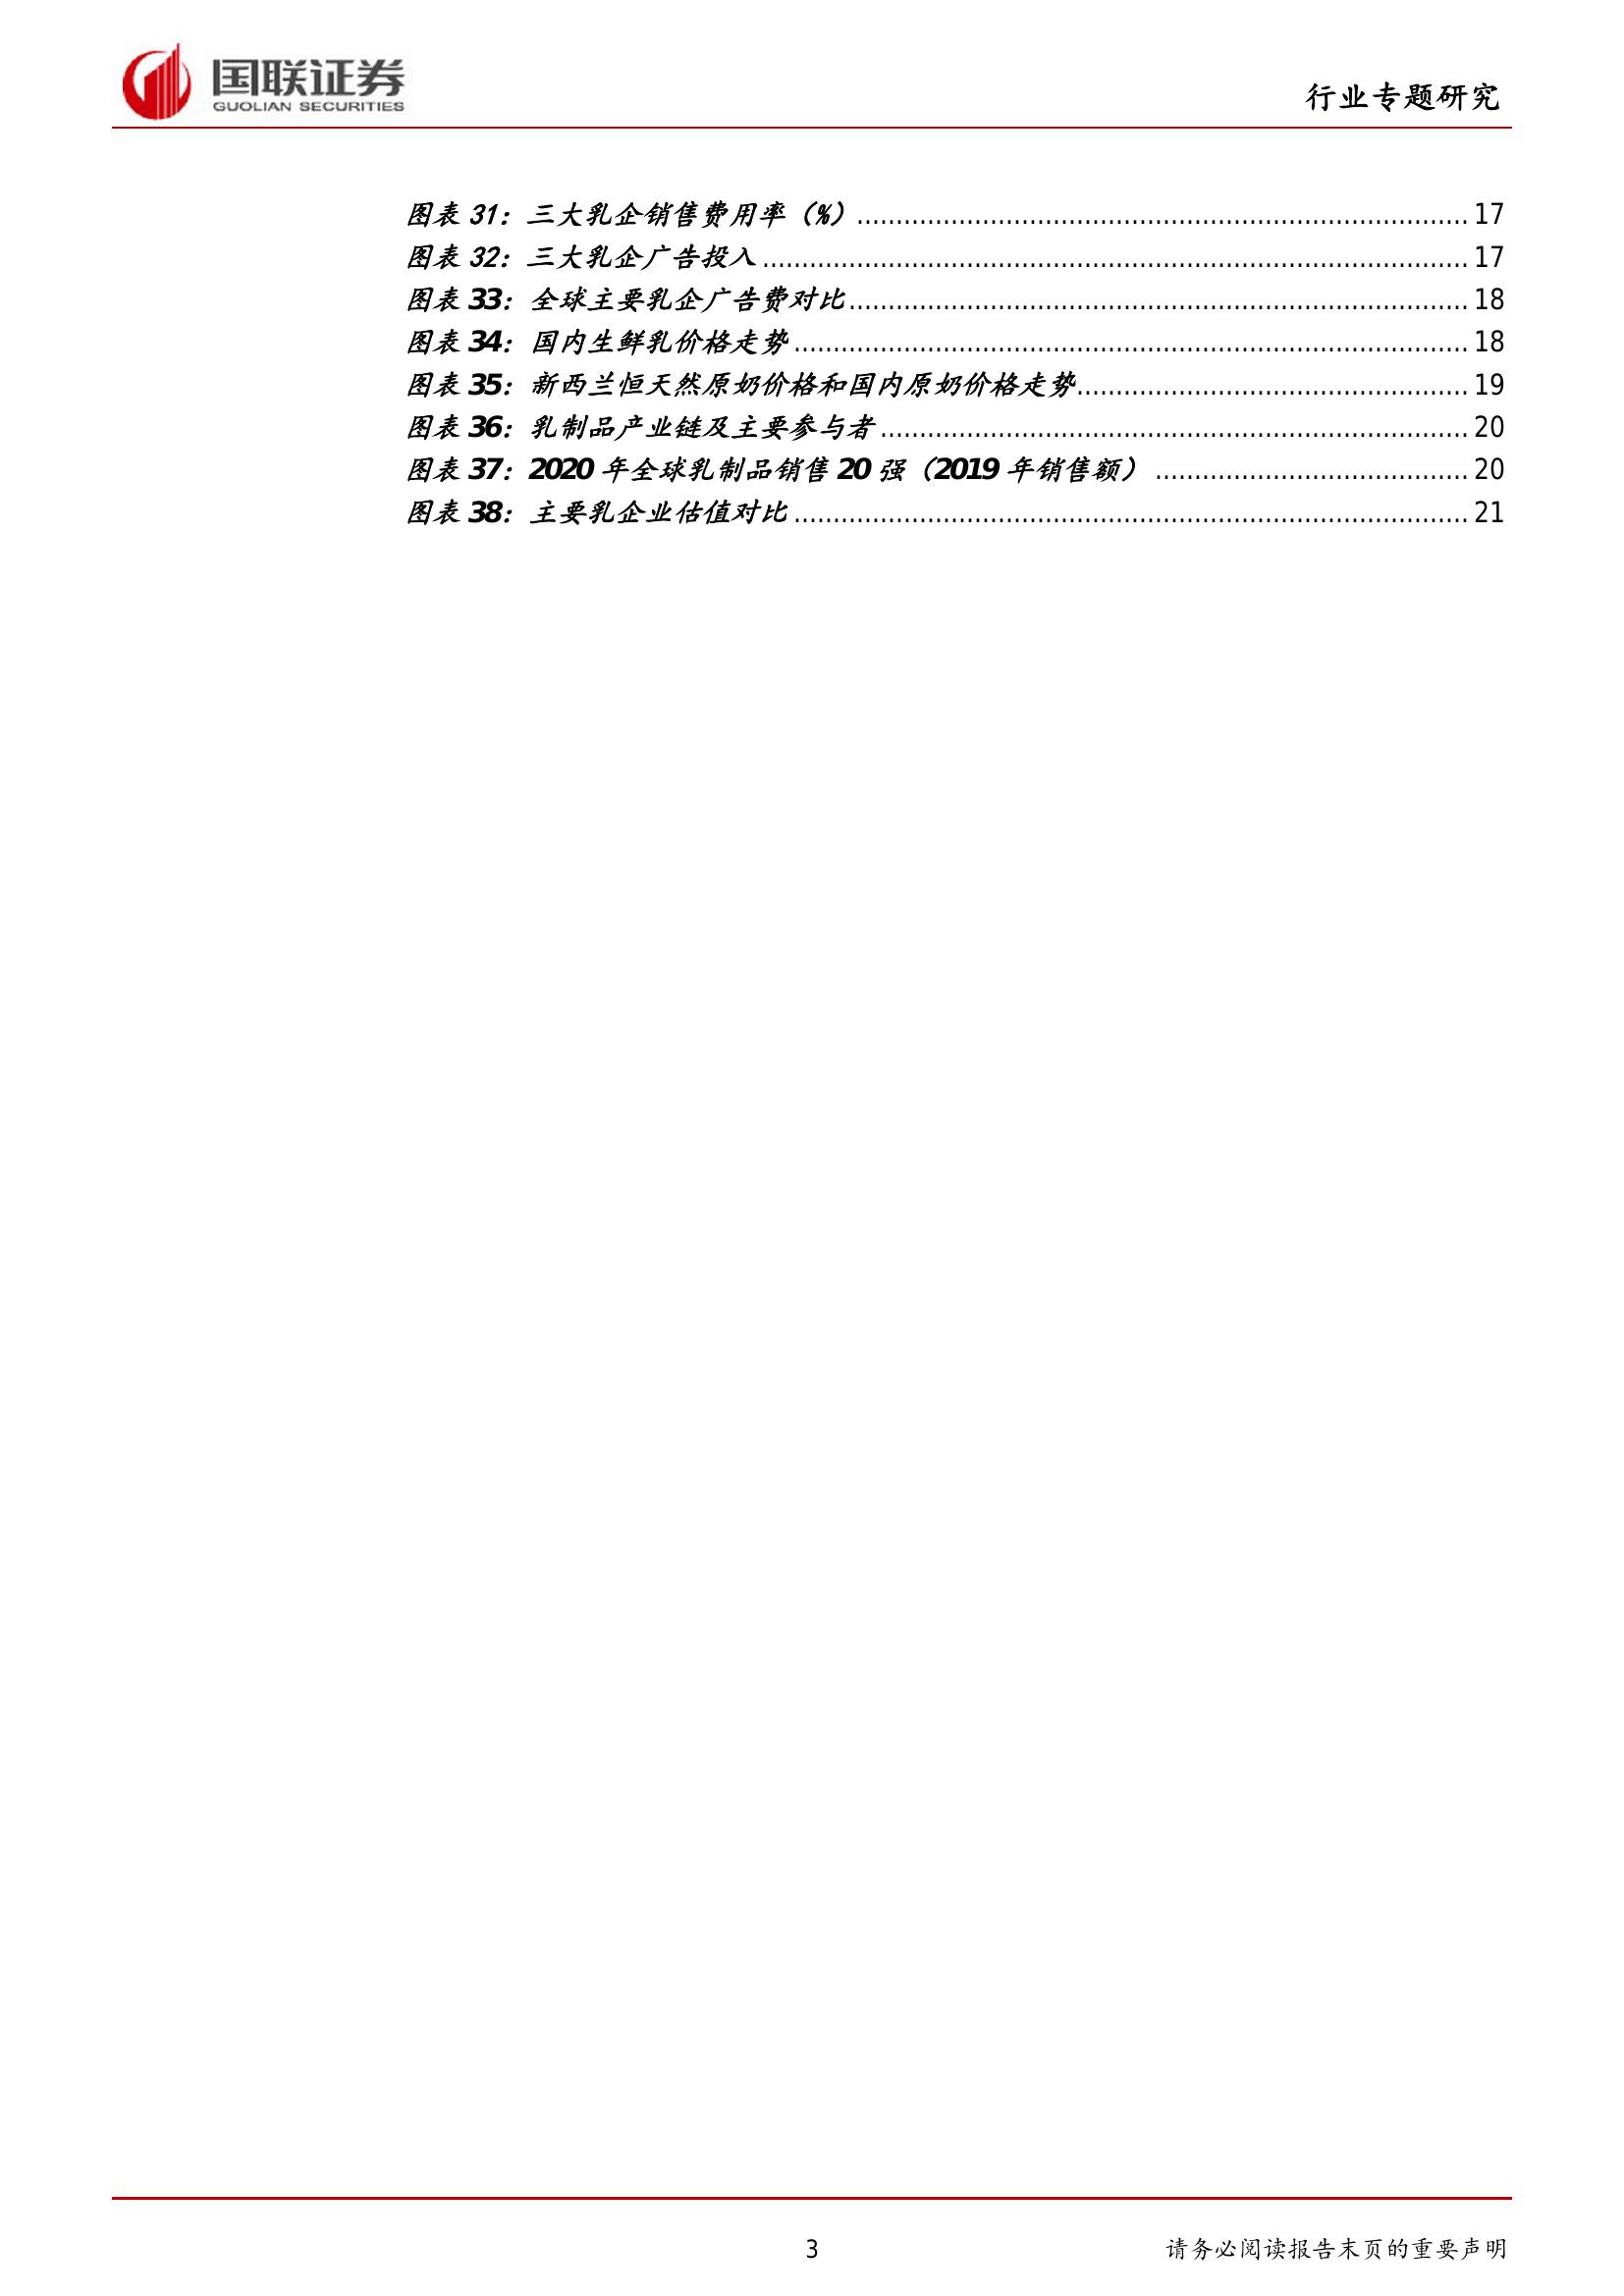 国联证券
GUOLIAN SECURITIES
行业专题研究
图表 31：三大乳企销售费用率（%）........ 17
图表 32：三大乳企广告投入........ 17
图表 33：全球主要乳企广告费对比........ 18
图表 34：国内生鲜乳价格走势........ 18
图表 35：新西兰恒天然原奶价格和国内原奶价格走势........ 19
图表 36：乳制品产业链及主要参与者........ 20
图表 37：2020 年全球乳制品销售 20 强（2019 年销售额）........ 20
图表 38：主要乳企业估值对比........ 21
3
请务必阅读报告末页的重要声明